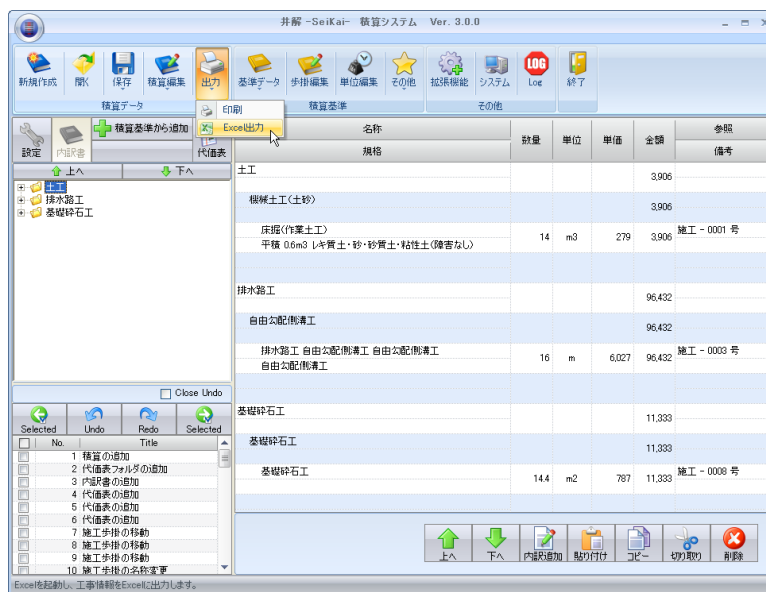 井解 -SeiKai- 積算システム Ver. 3.0.0
新規作成
開く
保存
積算編集
出力
基準データ
歩掛編集
単位編集
その他
拡張機能
システム
LOG
Log
終了
積算データ
積算基準
その他
印刷
Excel出力
設定
内訳書
積算基準から追加
代価表
上へ
下へ
土工
排水路工
基礎砕石工
名称
規格
数量
単位
単価
金額
参照
備考
土工
3,906
機械土工(土砂)
3,906
床掘(作業土工)
平積 0.6m3 レキ質土・砂・砂質土・粘性土(障害なし)
14 m3 279 3,906 施工 - 0001 号
排水路工
96,432
自由勾配側溝工
96,432
排水路工 自由勾配側溝工 自由勾配側溝工
自由勾配側溝工
16 m 6,027 96,432 施工 - 0003 号
基礎砕石工
11,333
基礎砕石工
11,333
基礎砕石工
14.4 m2 787 11,333 施工 - 0008 号
Close Undo
Selected
Undo
Redo
Selected
No. Title
1 積算の追加
2 代価表フォルダの追加
3 内訳書の追加
4 代価表の追加
5 代価表の追加
6 代価表の追加
7 施工歩掛の移動
8 施工歩掛の移動
9 施工歩掛の移動
10 施工歩掛の名称変更
上へ
下へ
内訳追加
貼り付け
コピー
切り取り
削除
Excelを起動し、工事情報をExcelに出力します。